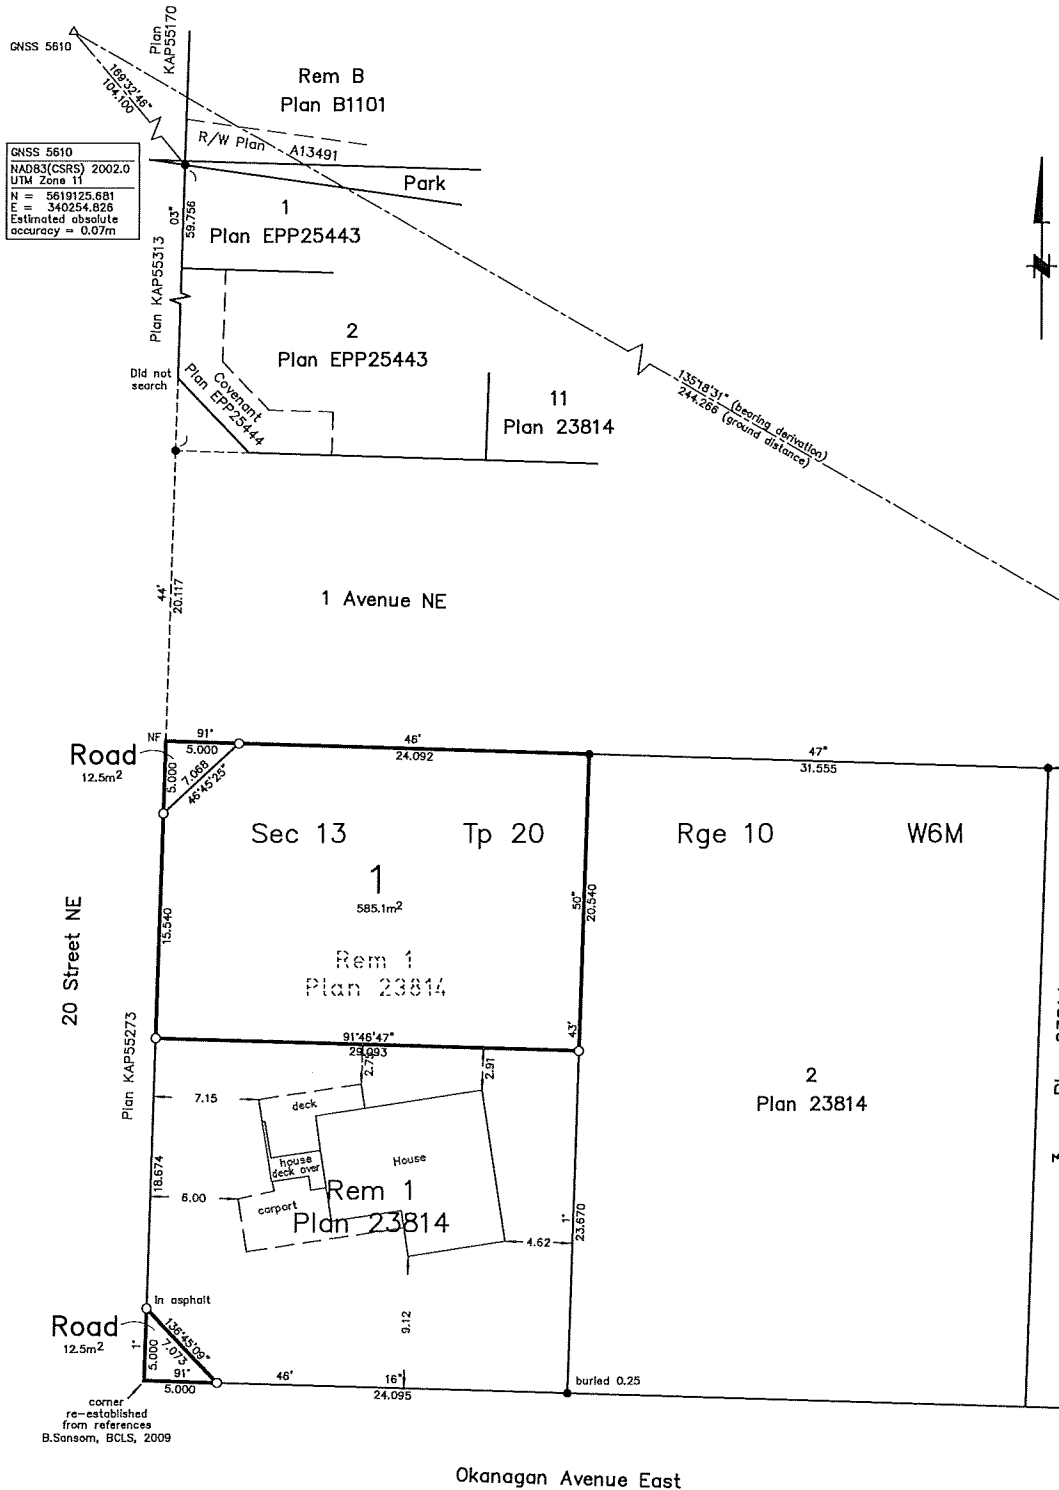 GNSS 5610
Plan
KAP55170
169°32'46"
104.100
Rem B
Plan B1101
R/W Plan A13491
Park
GNSS 5610
NAD83(CSRS) 2002.0
UTM Zone 11
N = 5619125.681
E = 340254.826
Estimated absolute
accuracy = 0.07m
03"
59.756
1
Plan EPP25443
Plan KAP55313
2
Plan EPP25443
Did not
search
Covenant
Plan EPP25444
11
Plan 23814
135°18'31" (bearing derivation)
244.266 (ground distance)
N
44'
20.117
1 Avenue NE
NF
91°
5.000
46'
24.092
47"
31.555
Road
12.5m2
5.000
7.068
46°45'25"
Sec 13
Tp 20
Rge 10
W6M
1
585.1m2
15.540
50"
20.540
20 Street NE
Rem 1
Plan 23814
91°46'47"
29.093
43'
Plan KAP55273
2.75
2.91
7.15
deck
house
deck over
House
2
Plan 23814
18.674
6.00
carport
Rem 1
Plan 23814
4.62
1°
23.670
In asphalt
Road
12.5m2
136°45'09"
7.073
1°
5.000
91°
5.000
46'
9.12
16"
24.095
buried 0.25
corner
re-established
from references
B.Sansom, BCLS, 2009
Okanagan Avenue East